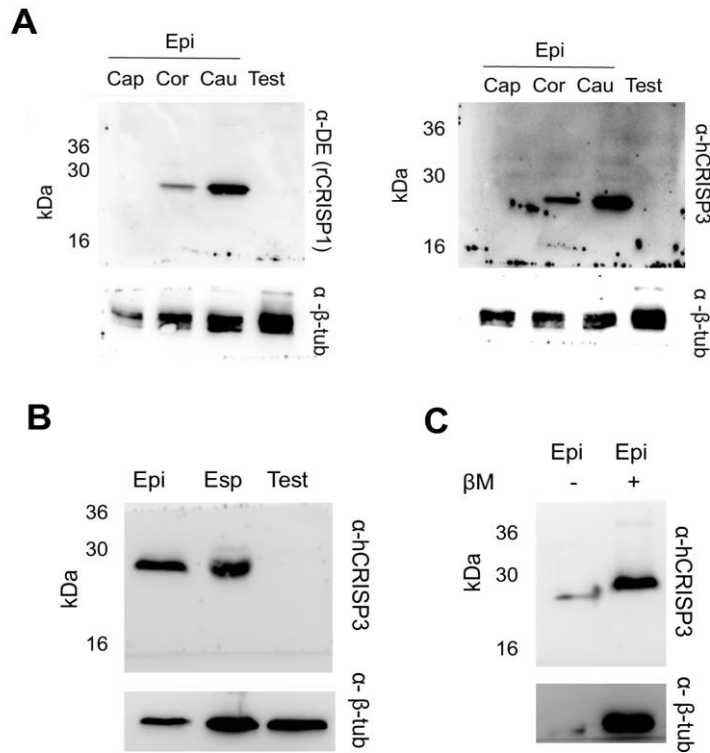 A
Epi
Cap Cor Cau Test
36
30
16
kDa
α-DE (rCRISP1)
α-β-tub
Epi
Cap Cor Cau Test
36
30
16
kDa
α-hCRISP3
α-β-tub
B
Epi Esp Test
36
30
16
kDa
α-hCRISP3
α- β-tub
C
Epi Epi
βM - +
36
30
16
kDa
α-hCRISP3
α- β-tub